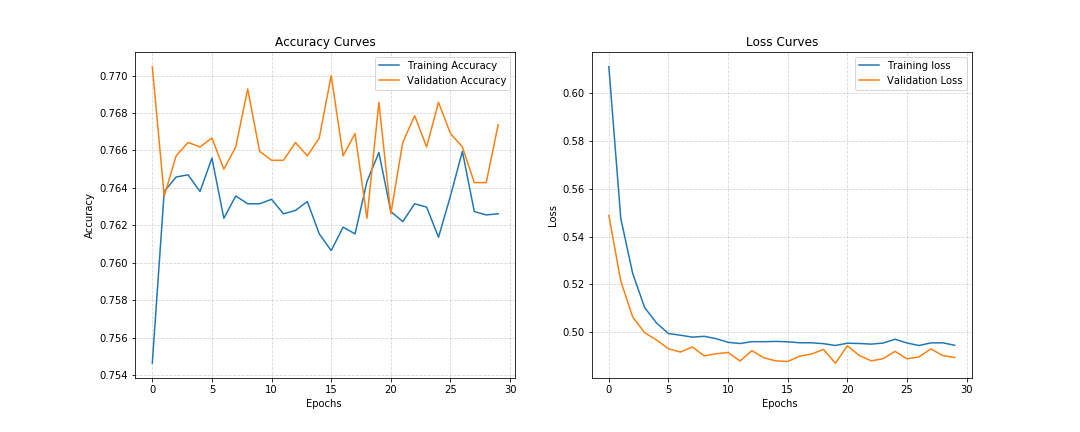 Accuracy Curves
Training Accuracy
Validation Accuracy
0.770
0.768
0.766
0.764
0.762
0.760
0.758
0.756
0.754
Accuracy
0 5 10 15 20 25 30
Epochs
Loss Curves
Training loss
Validation Loss
0.60
0.58
0.56
0.54
0.52
0.50
Loss
0 5 10 15 20 25 30
Epochs